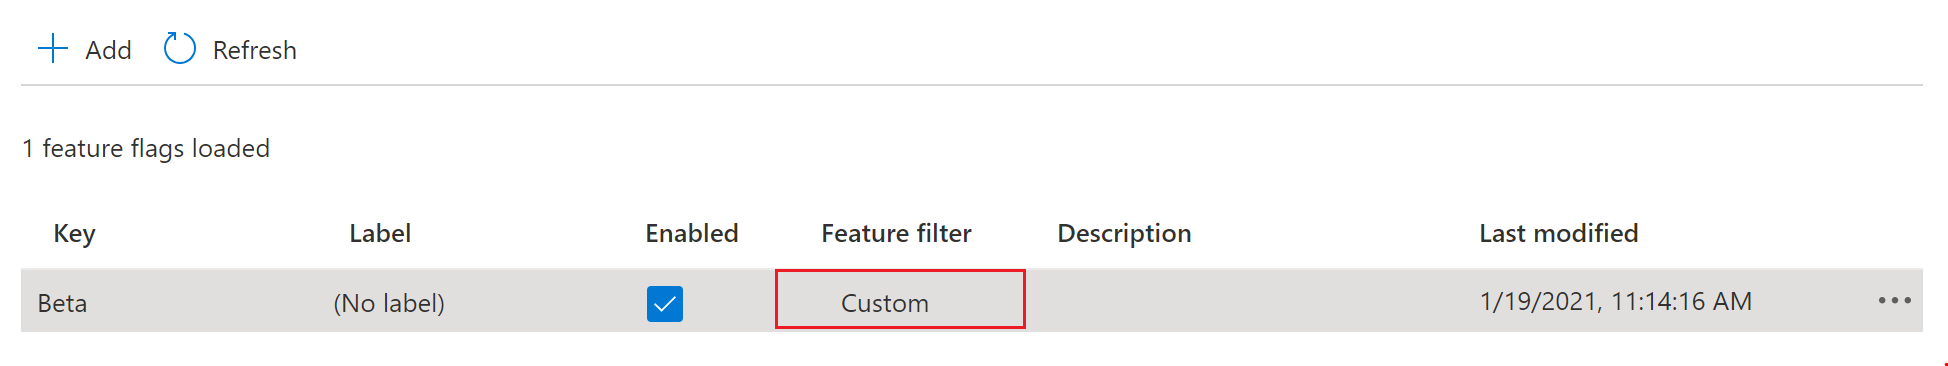 Add Refresh
1 feature flags loaded
Key Label Enabled Feature filter Description Last modified
Beta (No label) Custom 1/19/2021, 11:14:16 AM